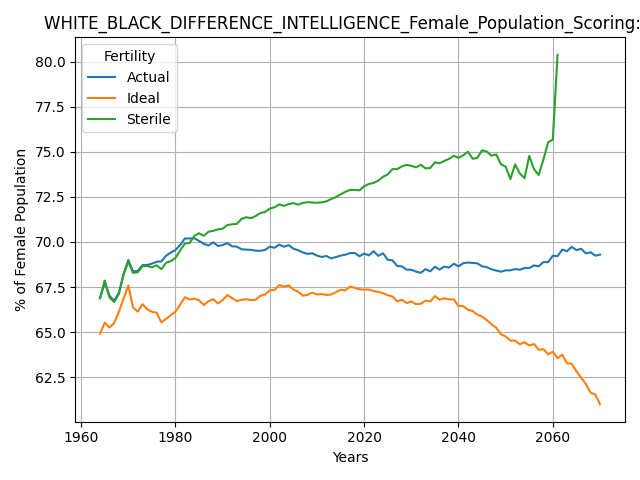 WHITE_BLACK_DIFFERENCE_INTELLIGENCE_Female_Population_Scoring:
Fertility
Actual
Ideal
Sterile
% of Female Population
80.0
77.5
75.0
72.5
70.0
67.5
65.0
62.5
1960
1980
2000
2020
2040
2060
Years